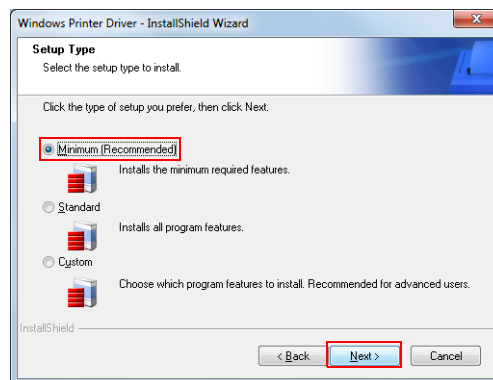 Windows Printer Driver - InstallShield Wizard
Setup Type
Select the setup type to install.
Click the type of setup you prefer, then click Next.
Minimum (Recommended)
Installs the minimum required features.
Standard
Installs all program features.
Custom
Choose which program features to install. Recommended for advanced users.
InstallShield
< Back Next > Cancel